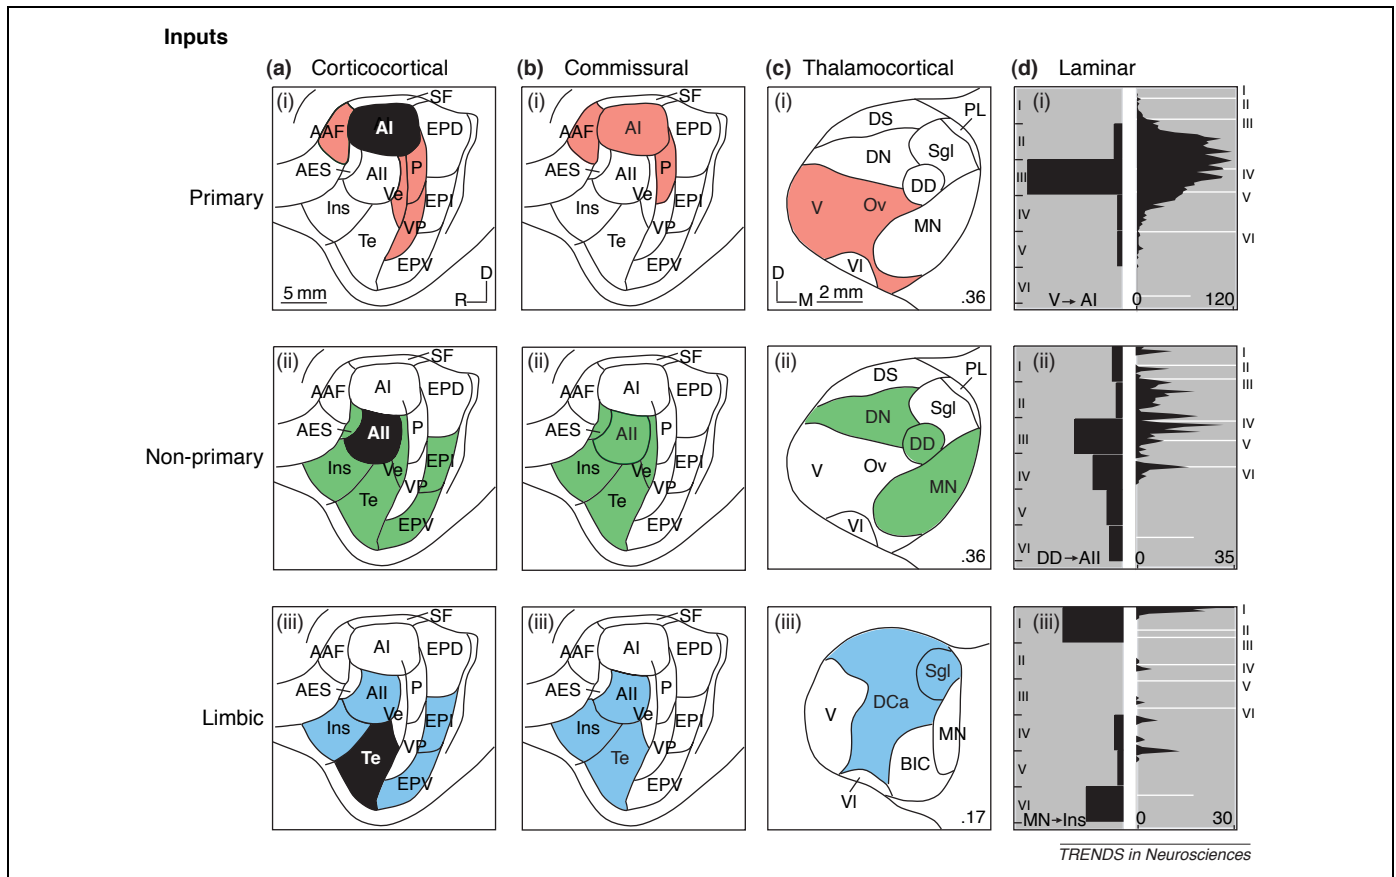 Inputs
(a) Corticocortical (b) Commissural (c) Thalamocortical (d) Laminar
Primary
(i)
SF
AAF
AI
EPD
AES
AII
P
Ve
EPI
Ins
VP
Te
EPV
5 mm
D
R
(i)
SF
AAF
AI
EPD
AES
AII
P
Ve
EPI
Ins
VP
Te
EPV
(i)
DS
PL
DN
Sgl
DD
V
Ov
MN
VI
D
M
2 mm
.36
(i)
I
II
III
IV
V
VI
I
II
III
IV
V
VI
V→AI
0
120
Non-primary
(ii)
SF
AAF
AI
EPD
AES
AII
P
Ve
EPI
Ins
VP
Te
EPV
(ii)
SF
AAF
AI
EPD
AES
AII
P
Ve
EPI
Ins
VP
Te
EPV
(ii)
DS
PL
DN
Sgl
DD
V
Ov
MN
VI
.36
(ii)
I
II
III
IV
V
VI
I
II
III
IV
V
VI
DD→AII
0
35
Limbic
(iii)
SF
AAF
AI
EPD
AES
AII
P
Ve
EPI
Ins
VP
Te
EPV
(iii)
SF
AAF
AI
EPD
AES
AII
P
Ve
EPI
Ins
VP
Te
EPV
(iii)
Sgl
DCa
V
MN
BIC
VI
.17
(iii)
I
II
III
IV
V
VI
I
II
III
IV
V
VI
MN→Ins
0
30
TRENDS in Neurosciences